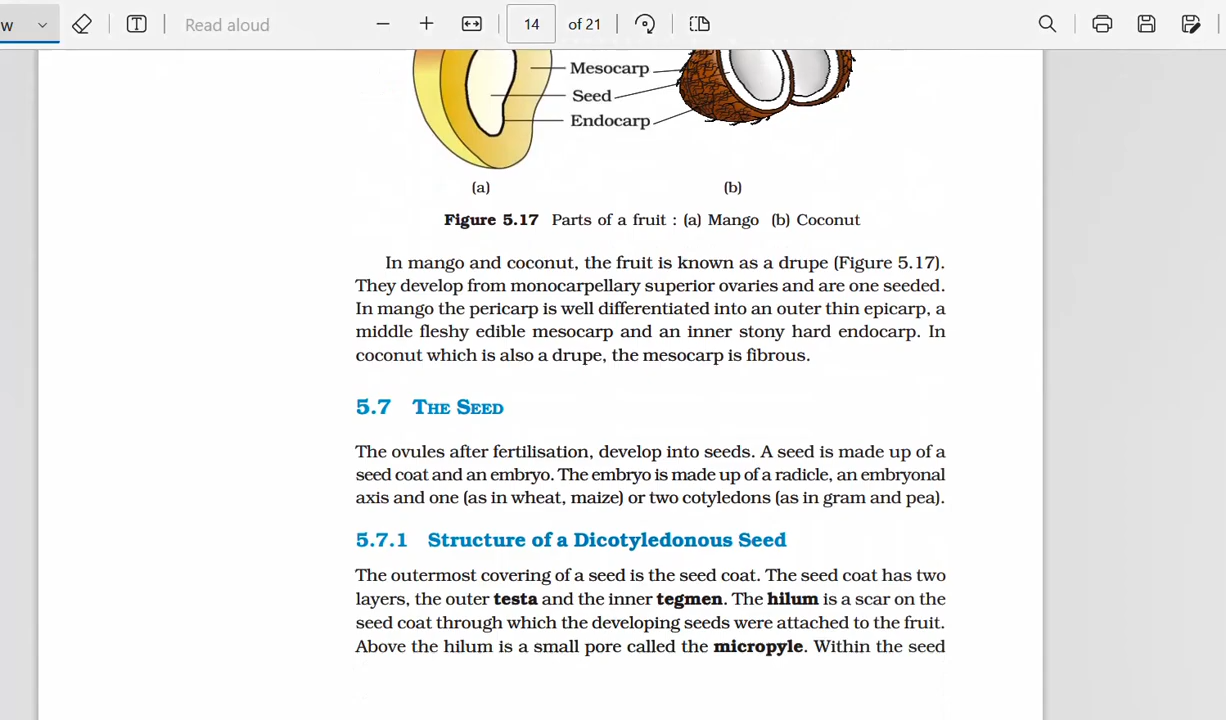 w
Read aloud
14 of 21
Mesocarp
Seed
Endocarp
(a) (b)
Figure 5.17 Parts of a fruit : (a) Mango (b) Coconut
In mango and coconut, the fruit is known as a drupe (Figure 5.17).
They develop from monocarpellary superior ovaries and are one seeded.
In mango the pericarp is well differentiated into an outer thin epicarp, a
middle fleshy edible mesocarp and an inner stony hard endocarp. In
coconut which is also a drupe, the mesocarp is fibrous.
5.7 THE SEED
The ovules after fertilisation, develop into seeds. A seed is made up of a
seed coat and an embryo. The embryo is made up of a radicle, an embryonal
axis and one (as in wheat, maize) or two cotyledons (as in gram and pea).
5.7.1 Structure of a Dicotyledonous Seed
The outermost covering of a seed is the seed coat. The seed coat has two
layers, the outer testa and the inner tegmen. The hilum is a scar on the
seed coat through which the developing seeds were attached to the fruit.
Above the hilum is a small pore called the micropyle. Within the seed